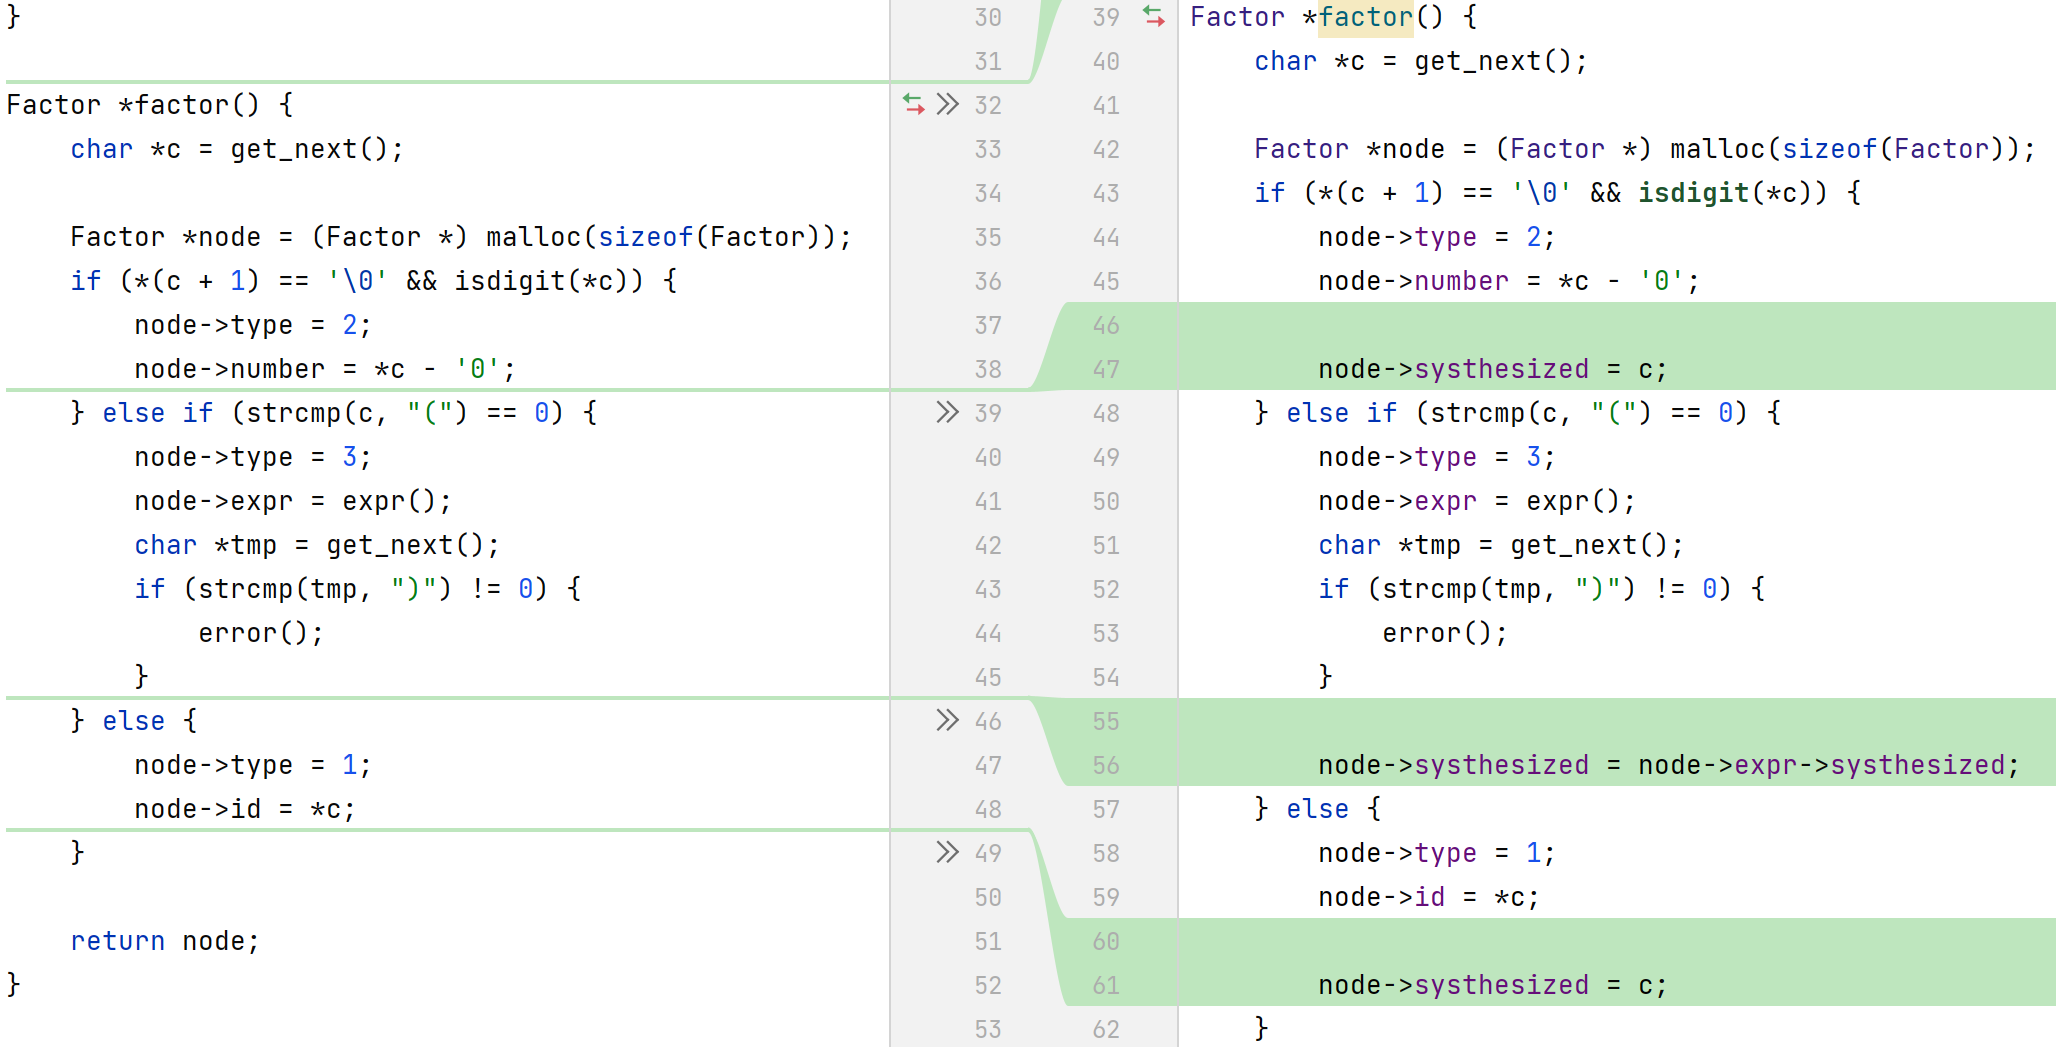 }
30
31
Factor *factor() {
32
    char *c = get_next();
33
34
    Factor *node = (Factor *) malloc(sizeof(Factor));
35
    if (*(c + 1) == '\0' && isdigit(*c)) {
36
        node->type = 2;
37
        node->number = *c - '0';
38
    } else if (strcmp(c, "(") == 0) {
39
        node->type = 3;
40
        node->expr = expr();
41
        char *tmp = get_next();
42
        if (strcmp(tmp, ")") != 0) {
43
            error();
44
        }
45
    } else {
46
        node->type = 1;
47
        node->id = *c;
48
    }
49
50
    return node;
51
}
52
53
39
Factor *factor() {
40
    char *c = get_next();
41
42
    Factor *node = (Factor *) malloc(sizeof(Factor));
43
    if (*(c + 1) == '\0' && isdigit(*c)) {
44
        node->type = 2;
45
        node->number = *c - '0';
46
47
        node->systhesized = c;
48
    } else if (strcmp(c, "(") == 0) {
49
        node->type = 3;
50
        node->expr = expr();
51
        char *tmp = get_next();
52
        if (strcmp(tmp, ")") != 0) {
53
            error();
54
        }
55
56
        node->systhesized = node->expr->systhesized;
57
    } else {
58
        node->type = 1;
59
        node->id = *c;
60
61
        node->systhesized = c;
62
    }